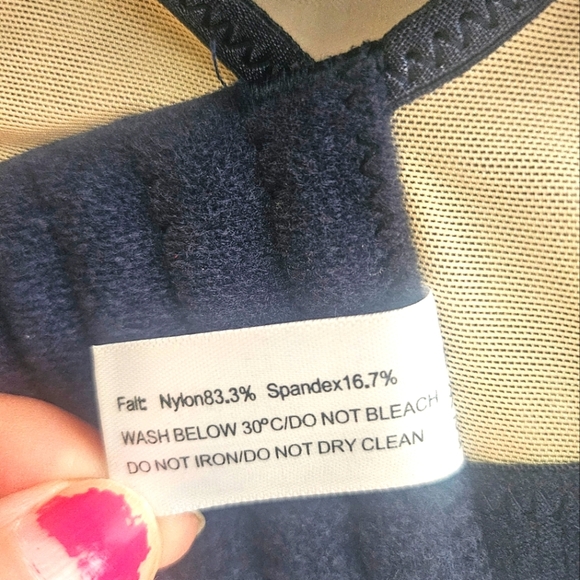 Falt: Nylon83.3% Spandex16.7%
WASH BELOW 30°C/DO NOT BLEACH
DO NOT IRON/DO NOT DRY CLEAN